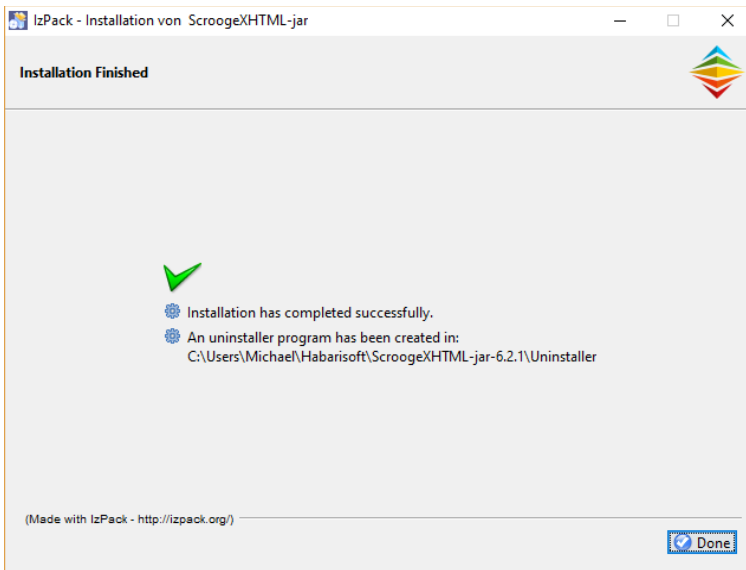 IzPack - Installation von ScroogeXHTML-jar
Installation Finished
Installation has completed successfully.
An uninstaller program has been created in:
C:\Users\Michael\Habarisoft\ScroogeXHTML-jar-6.2.1\Uninstaller
(Made with IzPack - http://izpack.org/)
Done